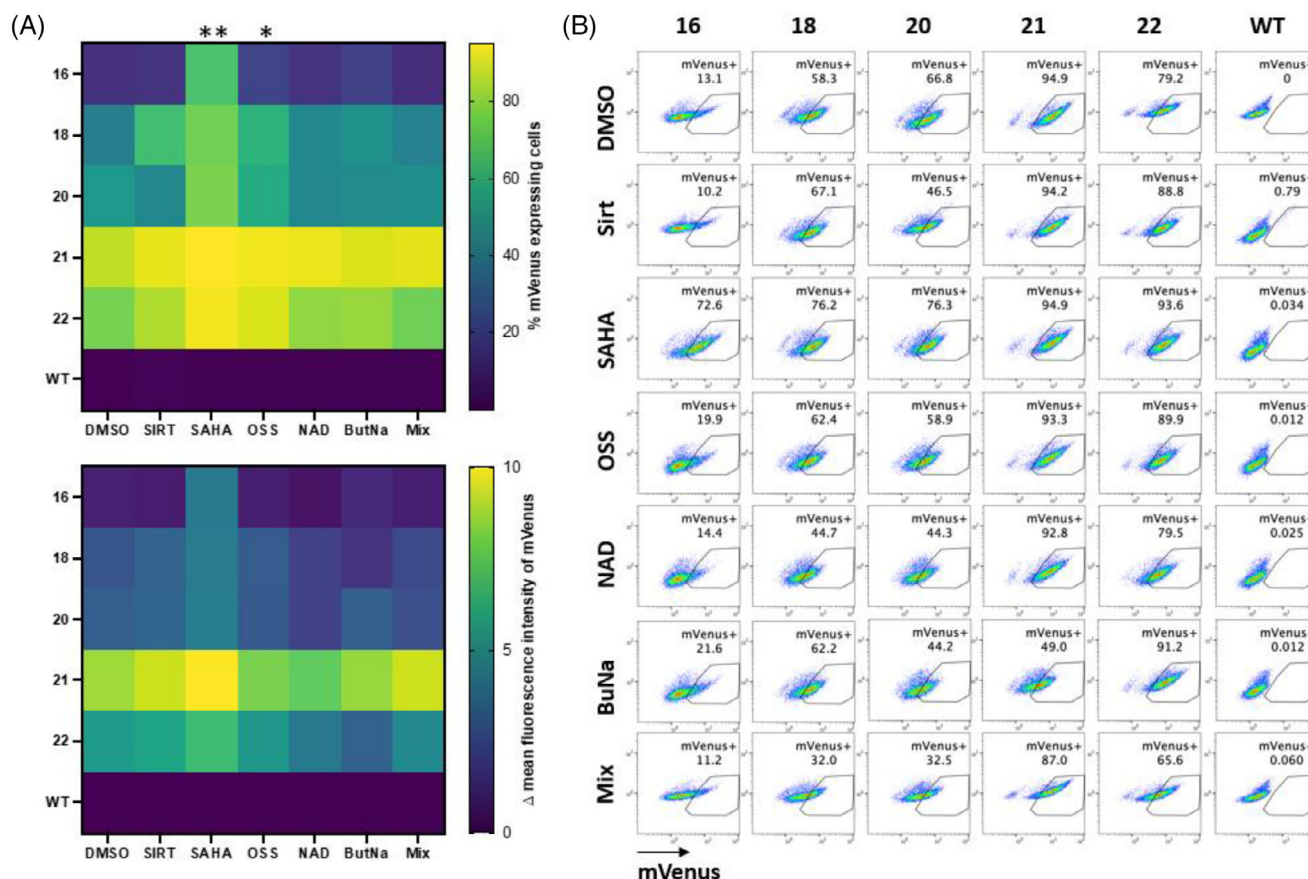 (A)
** *
16
18
20
21
22
WT
DMSO SIRT SAHA OSS NAD ButNa Mix
80
60
40
20
% mVenus expressing cells
16
18
20
21
22
WT
DMSO SIRT SAHA OSS NAD ButNa Mix
10
5
0
Δ mean fluorescence intensity of mVenus
(B)
16 18 20 21 22 WT
DMSO
mVenus+ mVenus+ mVenus+ mVenus+ mVenus+ mVenus
13.1 58.3 66.8 94.9 79.2 0
Sirt
mVenus+ mVenus+ mVenus+ mVenus+ mVenus+ mVenus
10.2 67.1 46.5 94.2 88.8 0.79
SAHA
mVenus+ mVenus+ mVenus+ mVenus+ mVenus+ mVenus
72.6 76.2 76.3 94.9 93.6 0.034
OSS
mVenus+ mVenus+ mVenus+ mVenus+ mVenus+ mVenus
19.9 62.4 58.9 93.3 89.9 0.012
NAD
mVenus+ mVenus+ mVenus+ mVenus+ mVenus+ mVenus
14.4 44.7 44.3 92.8 79.5 0.025
BuNa
mVenus+ mVenus+ mVenus+ mVenus+ mVenus+ mVenus
21.6 62.2 44.2 49.0 91.2 0.012
Mix
mVenus+ mVenus+ mVenus+ mVenus+ mVenus+ mVenus
11.2 32.0 32.5 87.0 65.6 0.060
mVenus